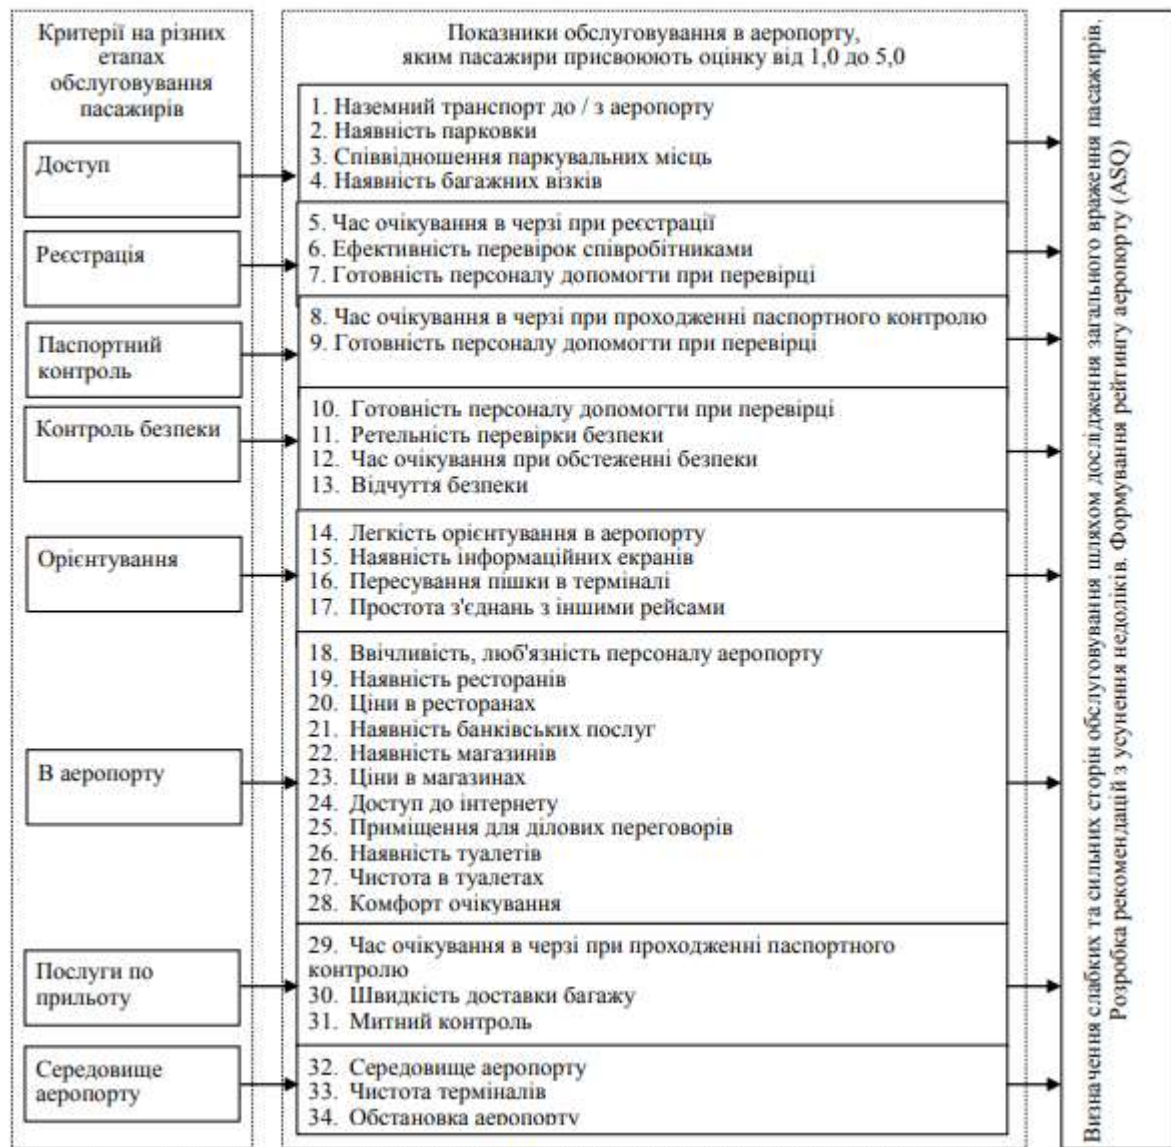 Критерії на різних
етапах
обслуговування
пасажирів
Показники обслуговування в аеропорту,
яким пасажири присвоюють оцінку від 1,0 до 5,0
Доступ
1. Наземний транспорт до / з аеропорту
2. Наявність парковки
3. Співвідношення паркувальних місць
4. Наявність багажних візків
Реєстрація
5. Час очікування в черзі при реєстрації
6. Ефективність перевірок співробітниками
7. Готовність персоналу допомогти при перевірці
Паспортний
контроль
8. Час очікування в черзі при проходженні паспортного контролю
9. Готовність персоналу допомогти при перевірці
Контроль безпеки
10. Готовність персоналу допомогти при перевірці
11. Ретельність перевірки безпеки
12. Час очікування при обстеженні безпеки
13. Відчуття безпеки
Орієнтування
14. Легкість орієнтування в аеропорту
15. Наявність інформаційних екранів
16. Пересування пішки в терміналі
17. Простота з'єднань з іншими рейсами
В аеропорту
18. Ввічливість, люб'язність персоналу аеропорту
19. Наявність ресторанів
20. Ціни в ресторанах
21. Наявність банківських послуг
22. Наявність магазинів
23. Ціни в магазинах
24. Доступ до інтернету
25. Приміщення для ділових переговорів
26. Наявність туалетів
27. Чистота в туалетах
28. Комфорт очікування
Послуги по
прильоту
29. Час очікування в черзі при проходженні паспортного
контролю
30. Швидкість доставки багажу
31. Митний контроль
Середовище
аеропорту
32. Середовище аеропорту
33. Чистота терміналів
34. Обстановка аеропорту
Визначення слабких та сильних сторін обслуговування шляхом дослідження загального враження пасажирів.
Розробка рекомендацій з усунення недоліків. Формування рейтингу аеропорту (ASQ)